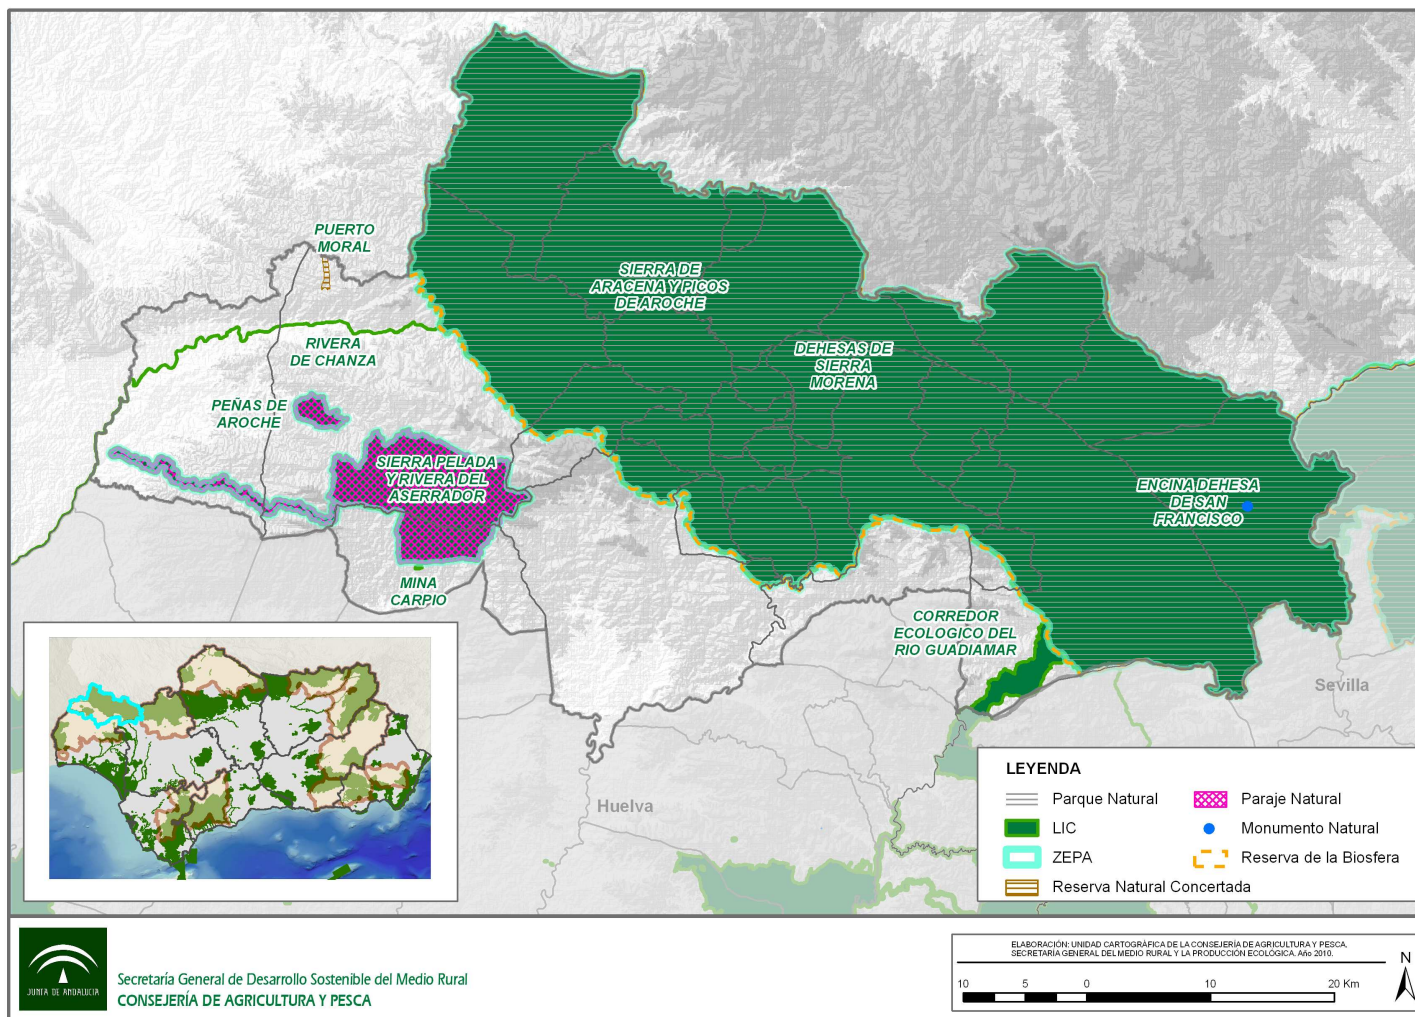 PUERTO
MORAL
SIERRA DE
ARACENA Y PICOS
DE AROCHE
RIVERA
DE CHANZA
DEHESAS DE
SIERRA
MORENA
PEÑAS DE
AROCHE
SIERRA PELADA
Y RIVERA DEL
ASERRADOR
ENCINA DEHESA
DE SAN
FRANCISCO
MINA
CARPIO
CORREDOR
ECOLOGICO DEL
RIO GUADIAMAR
Sevilla
Huelva
LEYENDA
Parque Natural
Paraje Natural
LIC
Monumento Natural
ZEPA
Reserva de la Biosfera
Reserva Natural Concertada
JUNTA DE ANDALUCIA
Secretaría General de Desarrollo Sostenible del Medio Rural
CONSEJERÍA DE AGRICULTURA Y PESCA
ELABORACIÓN: UNIDAD CARTOGRÁFICA DE LA CONSEJERÍA DE AGRICULTURA Y PESCA.
SECRETARÍA GENERAL DEL MEDIO RURAL Y LA PRODUCCIÓN ECOLÓGICA. Año 2010.
N
10 5 0 10 20 Km